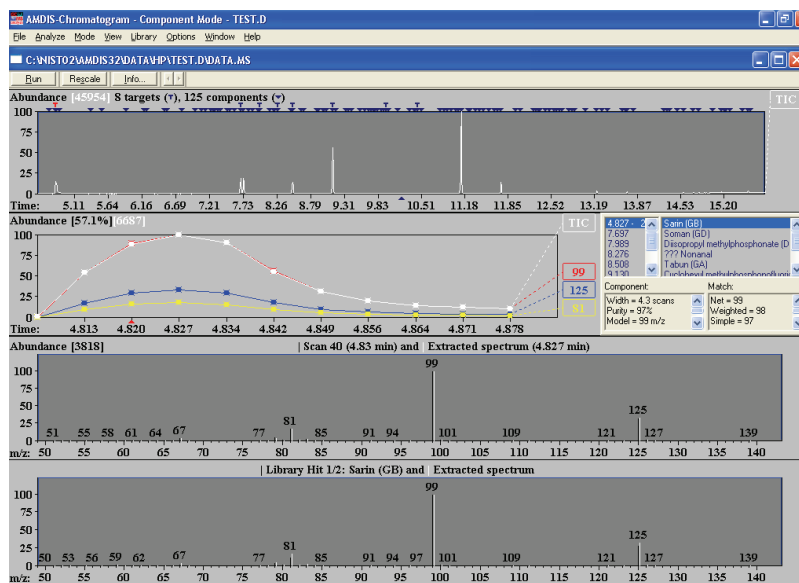 AMDIS-Chromatogram - Component Mode - TEST.D
File Analyze Mode View Library Options Window Help
C:\NIST02\AMDIS32\DATA\HP\TEST.D\DATA.MS
Run Rescale Info...
Abundance [45954] 8 targets (T), 125 components (▼)
TIC
100
75
50
25
0
Time: 5.11 5.64 6.16 6.69 7.21 7.73 8.26 8.79 9.31 9.83 10.51 11.18 11.85 12.52 13.19 13.87 14.53 15.20
Abundance [57.1%] [6687]
TIC
100
75
50
25
0
99
125
81
Time: 4.813 4.820 4.827 4.834 4.842 4.849 4.856 4.864 4.871 4.878
4.827 - 2 Sarin (GB)
7.697 Soman (GD)
7.989 Diisopropyl methylphosphonate (D
8.276 ??? Nonanal
8.508 Tabun (GA)
9.130 Cyclohexyl methylphosphonofluori
Component: Match:
Width = 4.3 scans Net = 99
Purity = 97% Weighted = 98
Model = 99 m/z Simple = 97
Abundance [3818] | Scan 40 (4.83 min) and | Extracted spectrum (4.827 min)
100
75
50
25
0
51 55 58 61 64 67 77 81 85 91 94 99 101 109 121 125 127 139
m/z: 50 55 60 65 70 75 80 85 90 95 100 105 110 115 120 125 130 135 140
| Library Hit 1/2: Sarin (GB) and | Extracted spectrum
100
75
50
25
0
50 53 56 59 62 67 77 81 85 91 94 97 99 101 109 121 125 127 139
m/z: 50 55 60 65 70 75 80 85 90 95 100 105 110 115 120 125 130 135 140